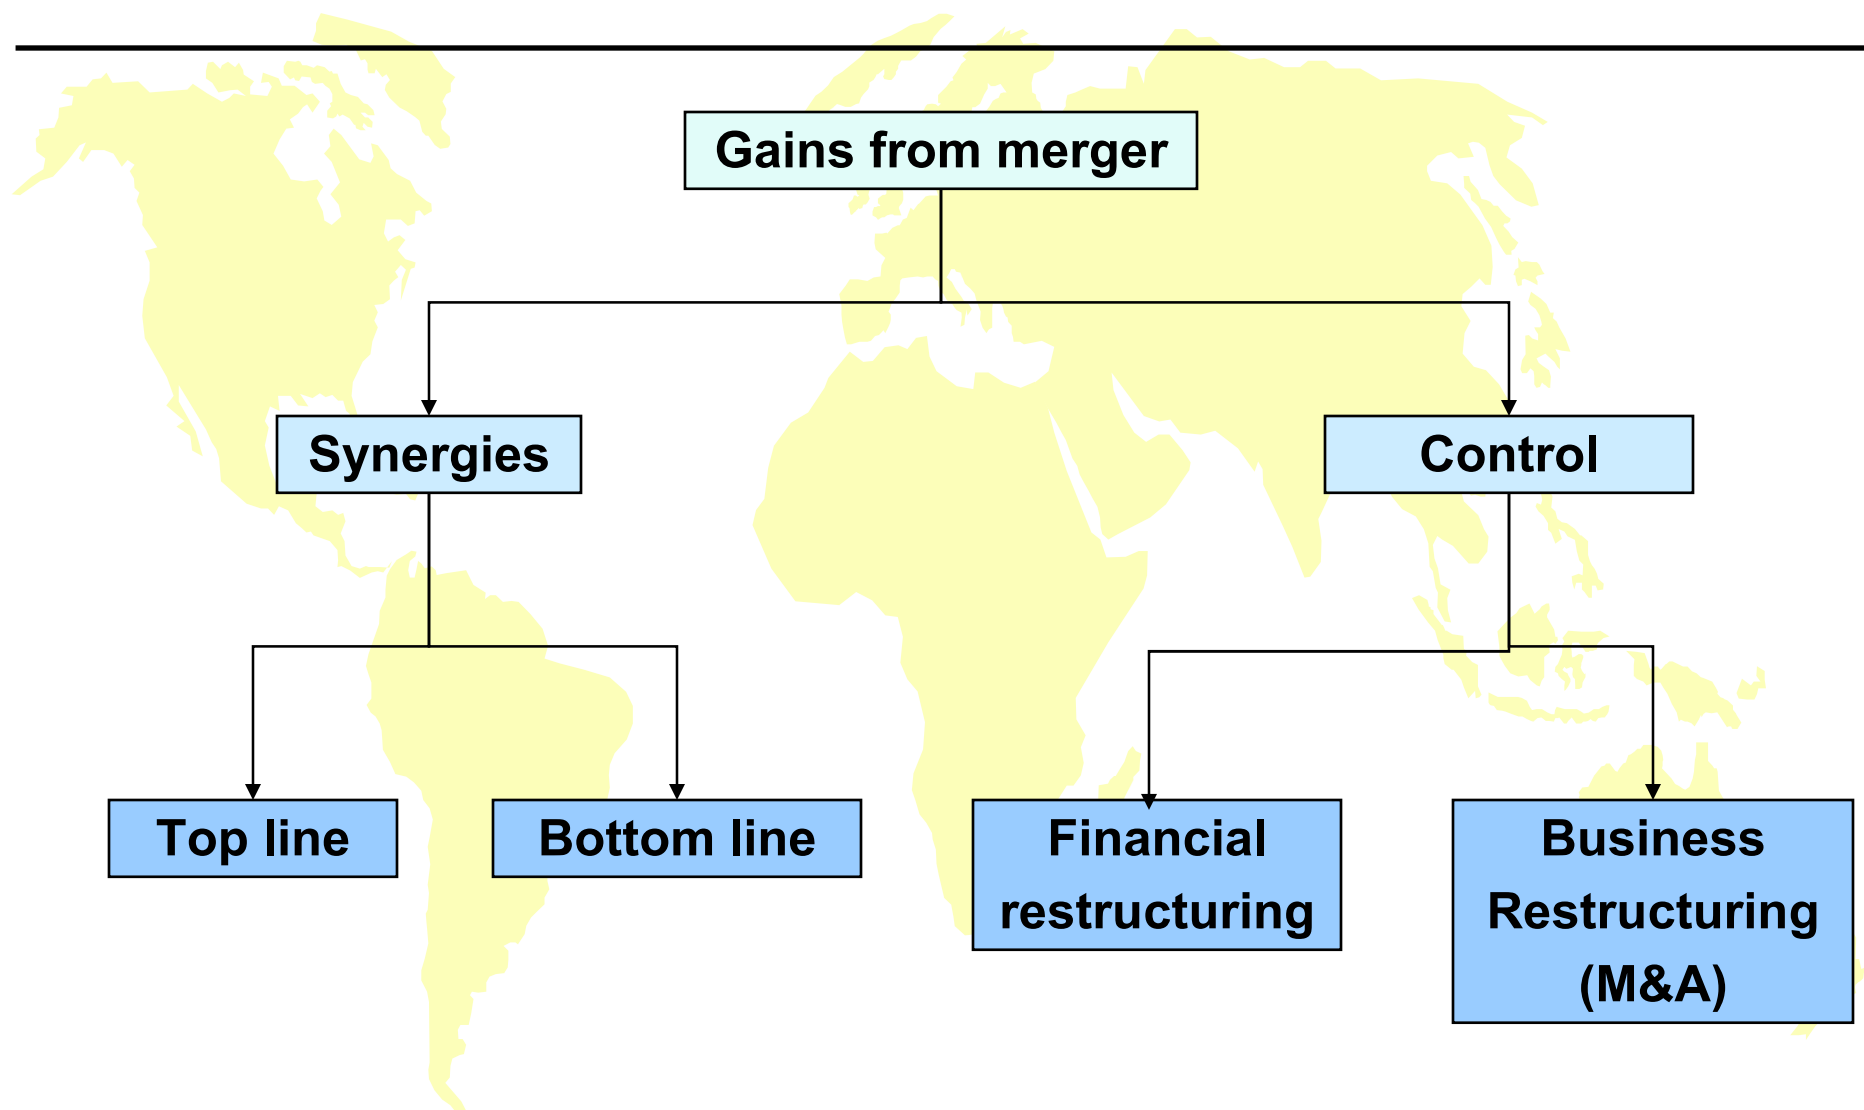 Gains from merger
Synergies
Control
Top line
Bottom line
Financial
restructuring
Business
Restructuring
(M&A)